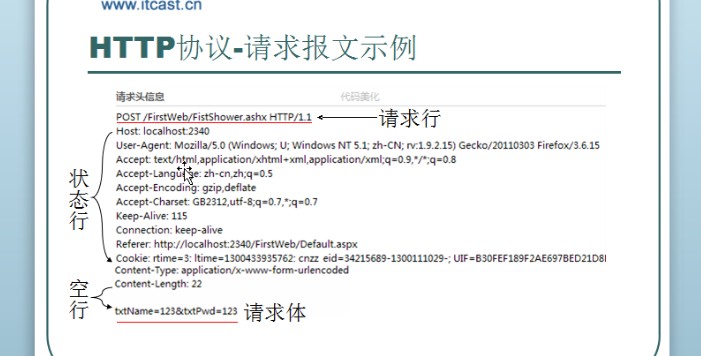 www.itcast.cn
HTTP协议-请求报文示例
请求头信息 代码美化
POST /FirstWeb/FistShower.ashx HTTP/1.1 请求行
Host: localhost:2340
User-Agent: Mozilla/5.0 (Windows; U; Windows NT 5.1; zh-CN; rv:1.9.2.15) Gecko/20110303 Firefox/3.6.15
Accept: text/html,application/xhtml+xml,application/xml;q=0.9,*/*;q=0.8
Accept-Language: zh-cn,zh;q=0.5
Accept-Encoding: gzip,deflate
Accept-Charset: GB2312,utf-8;q=0.7,*;q=0.7
Keep-Alive: 115
Connection: keep-alive
Referer: http://localhost:2340/FirstWeb/Default.aspx
Cookie: rtime=3; ltime=1300433935762; cnzz_eid=34215689-1300111029-; UIF=B30FEF189F2AE697BED21D8
Content-Type: application/x-www-form-urlencoded
Content-Length: 22
txtName=123&txtPwd=123 请求体
状态行
空行